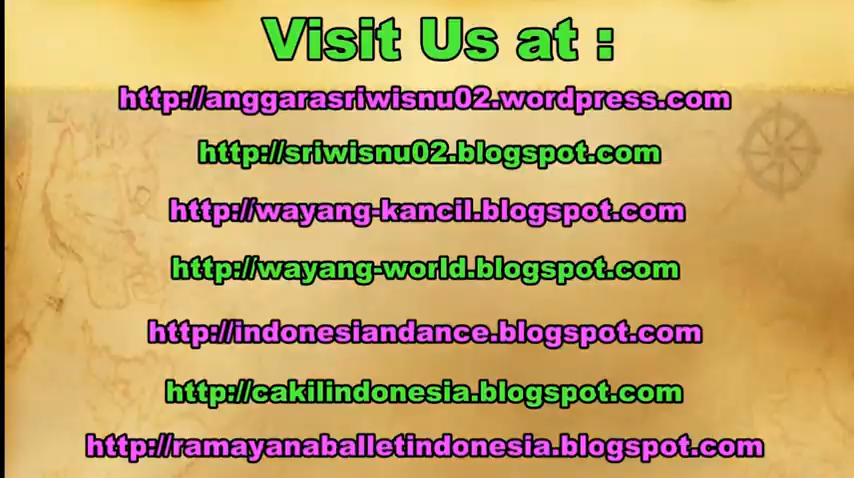 Visit Us at :
http://anggarasriwisnu02.wordpress.com
http://sriwisnu02.blogspot.com
http://wayang-kancil.blogspot.com
http://wayang-world.blogspot.com
http://indonesiandance.blogspot.com
http://cakilindonesia.blogspot.com
http://ramayanaballetindonesia.blogspot.com